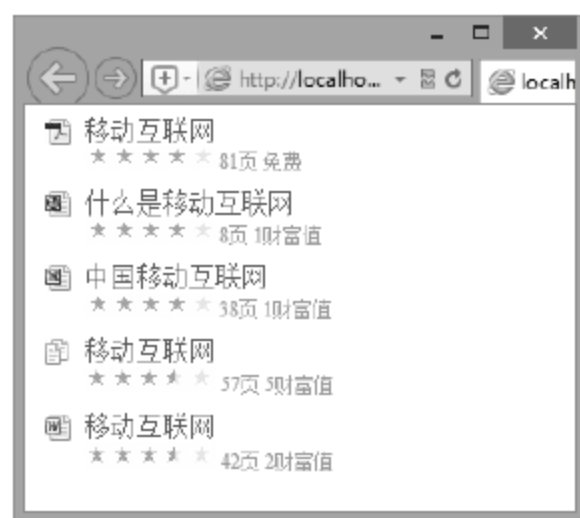 http://localho...
localh
移动互联网
81页 免费
什么是移动互联网
8页 1财富值
中国移动互联网
38页 1财富值
移动互联网
57页 5财富值
移动互联网
42页 2财富值